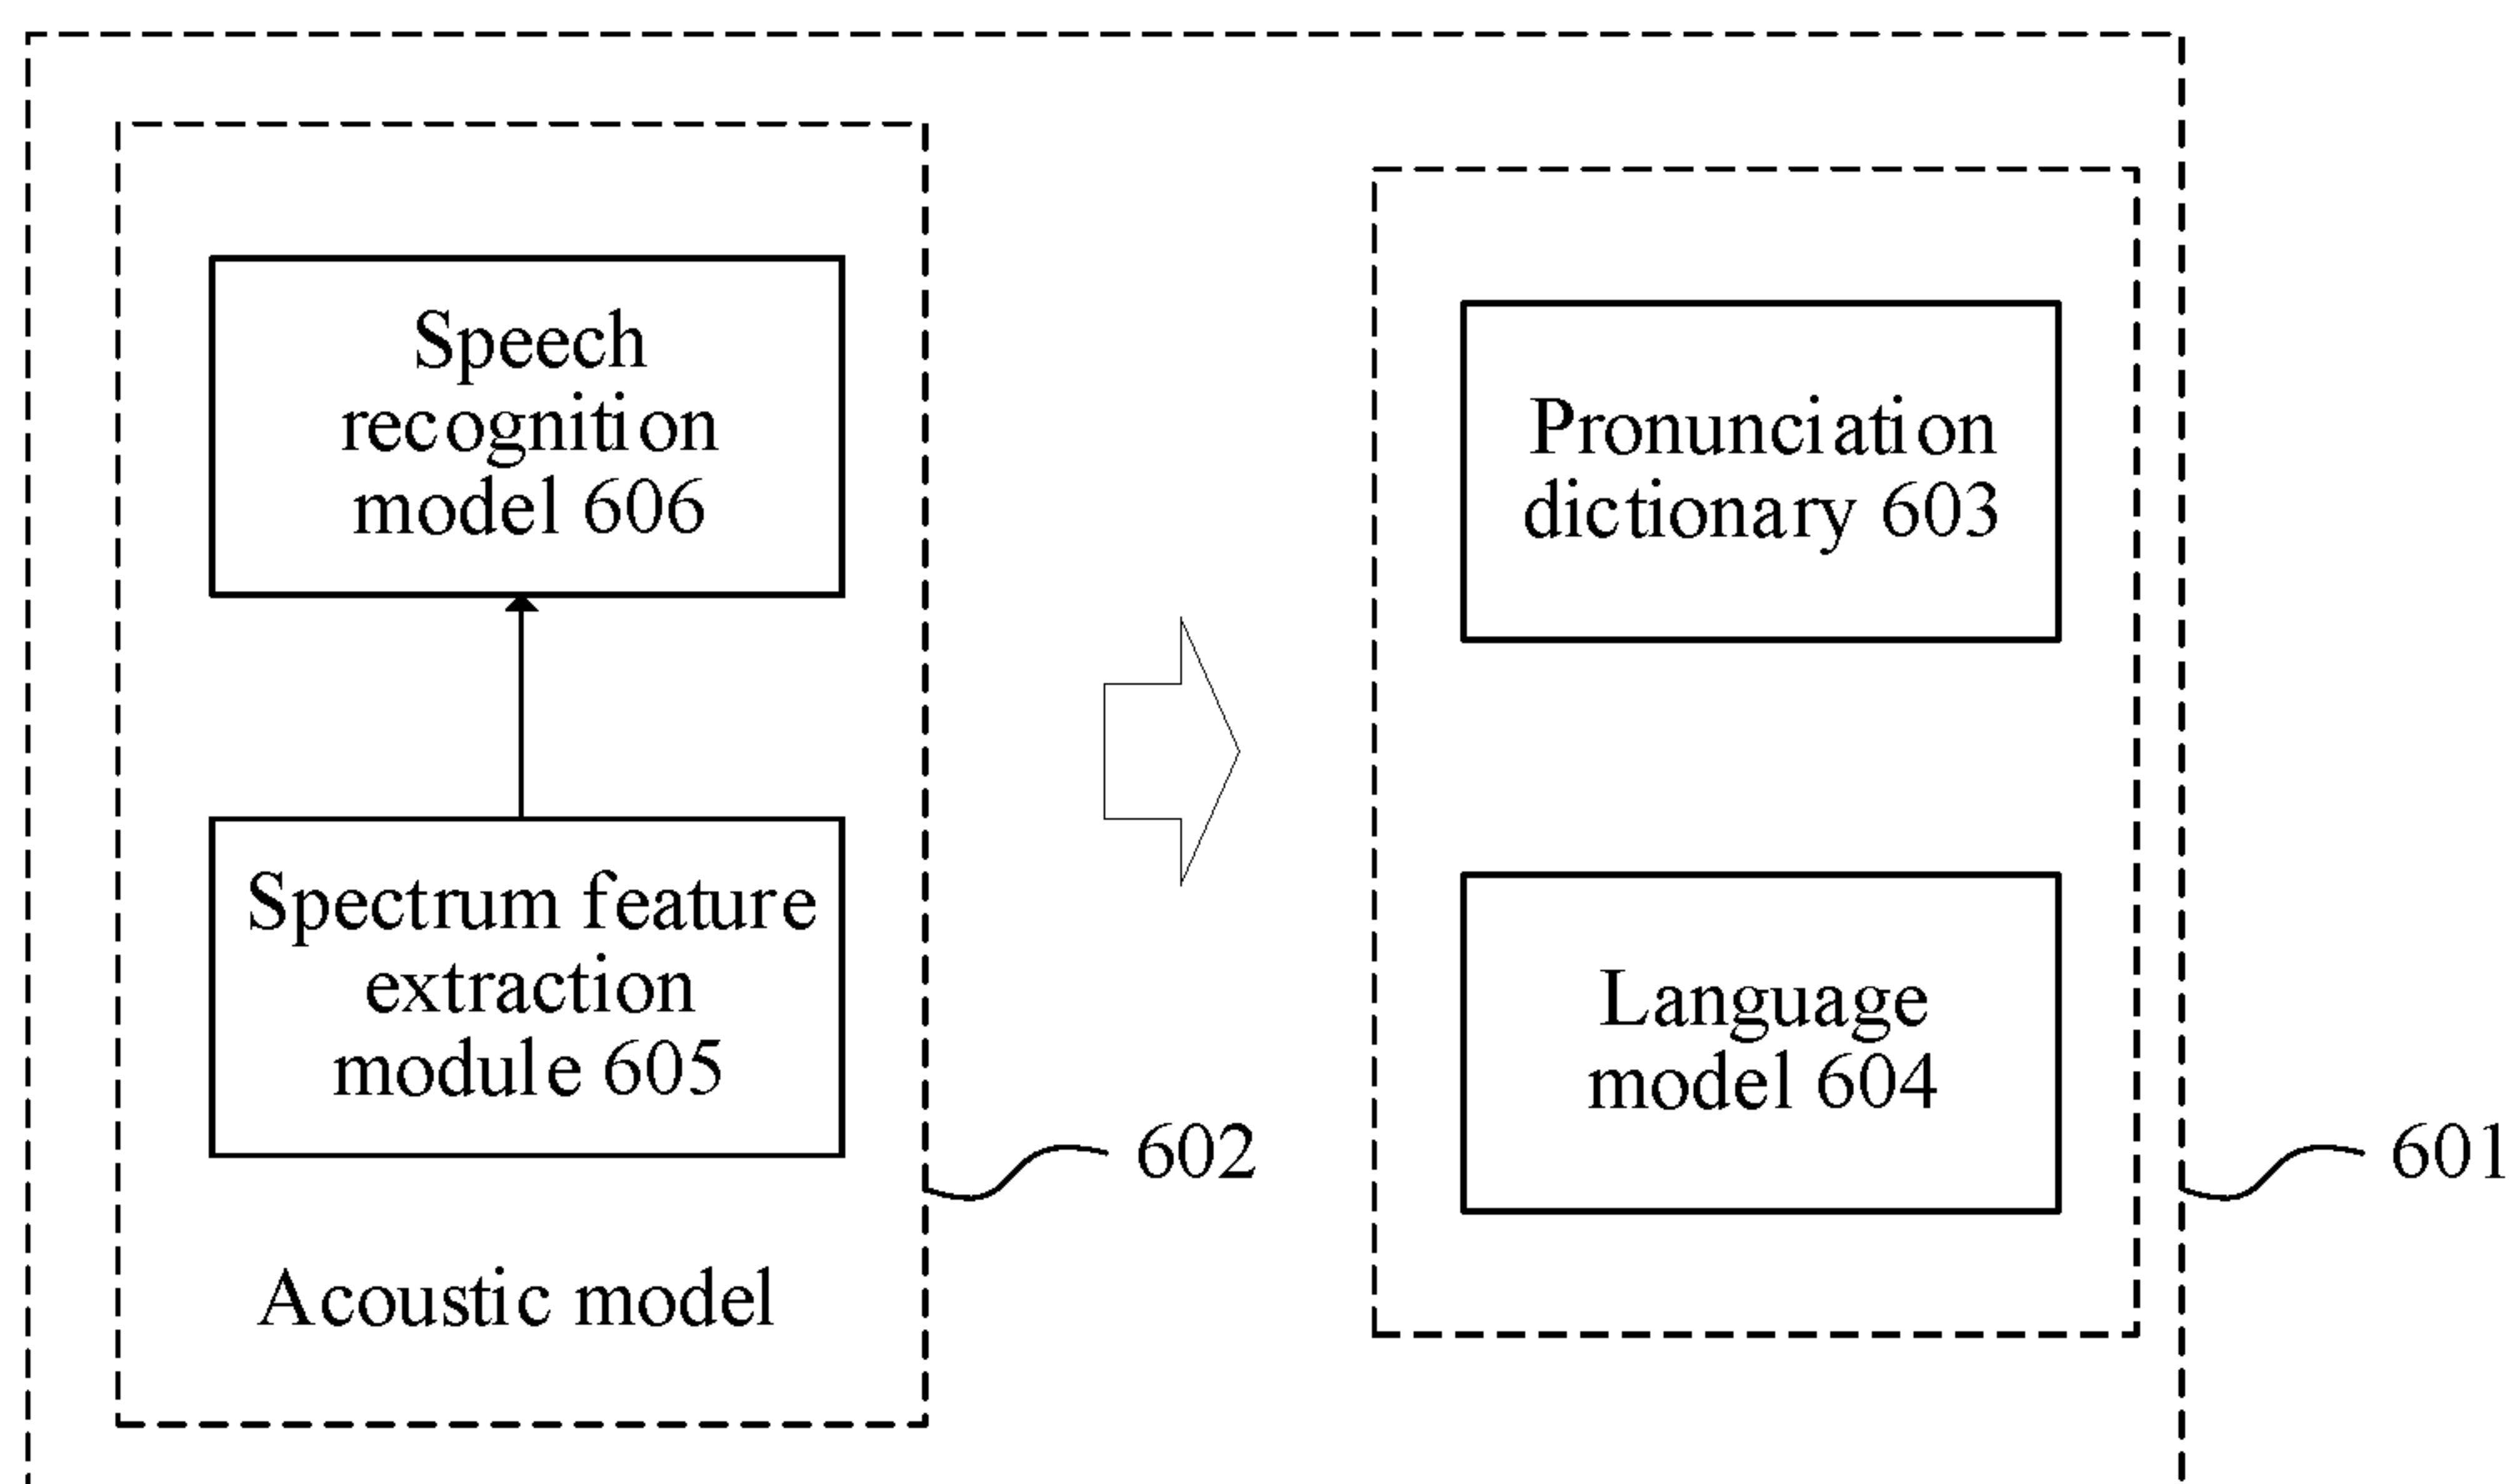 Speech
recognition
model 606
Spectrum feature
extraction
module 605
Acoustic model
602
Pronunciation
dictionary 603
Language
model 604
601